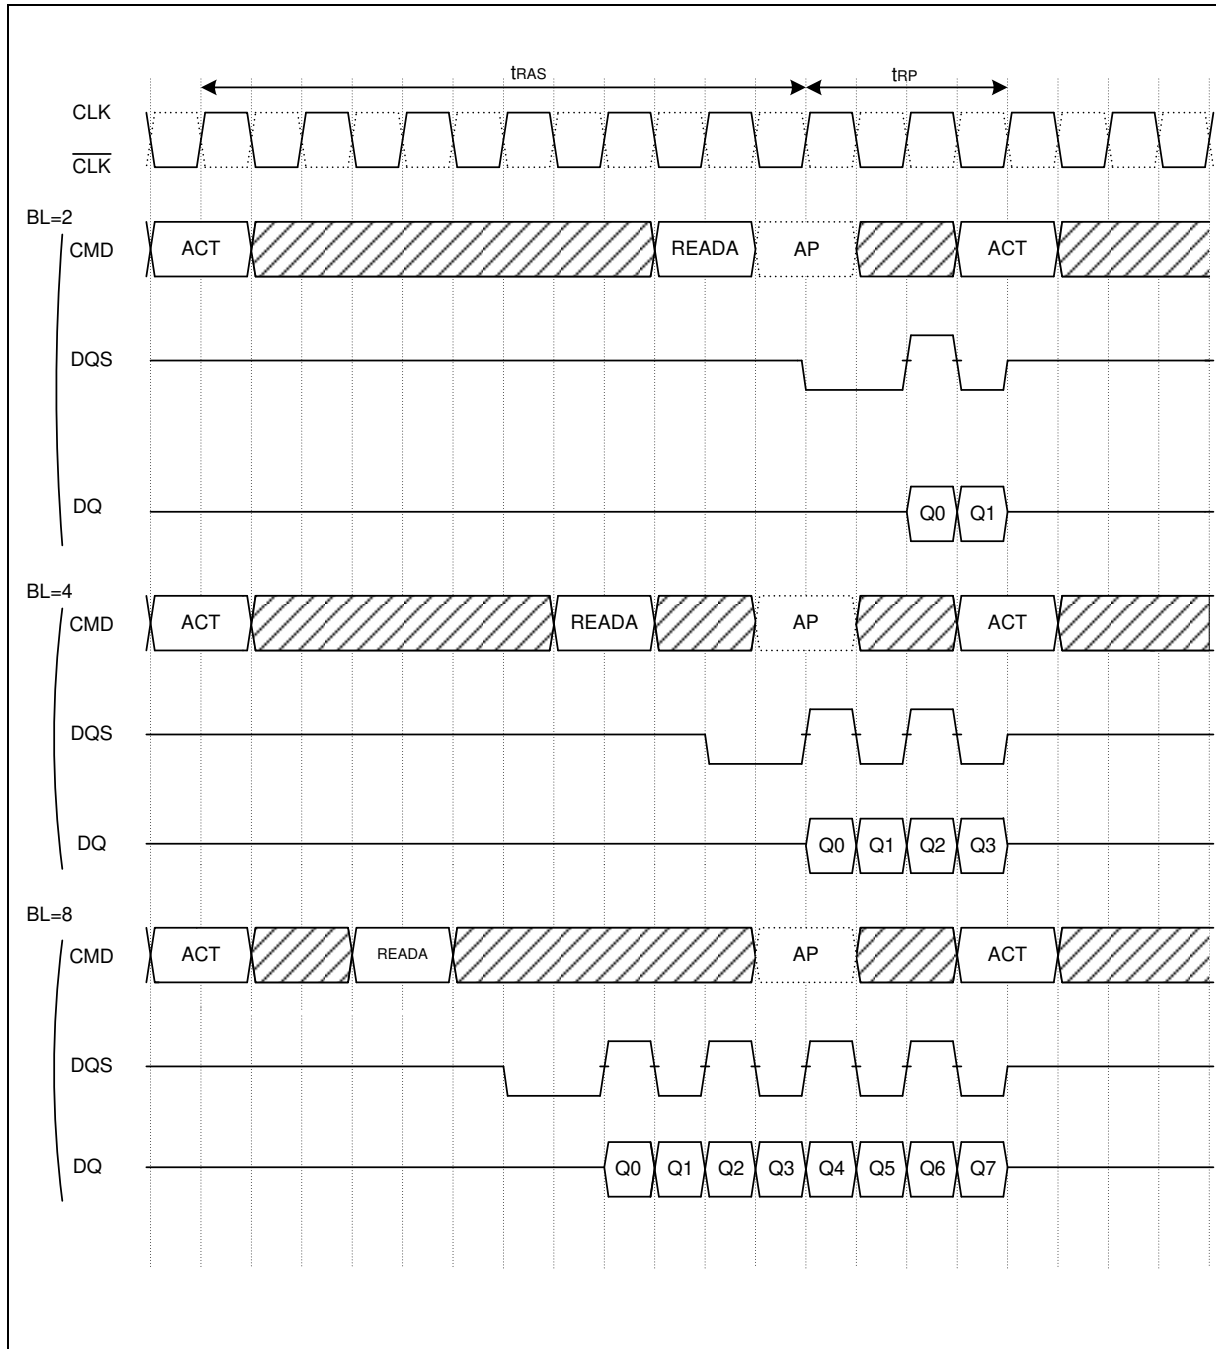 tRAS tRP
CLK
CLK
BL=2
CMD ACT READA AP ACT
DQS
DQ Q0 Q1
BL=4
CMD ACT READA AP ACT
DQS
DQ Q0 Q1 Q2 Q3
BL=8
CMD ACT READA AP ACT
DQS
DQ Q0 Q1 Q2 Q3 Q4 Q5 Q6 Q7